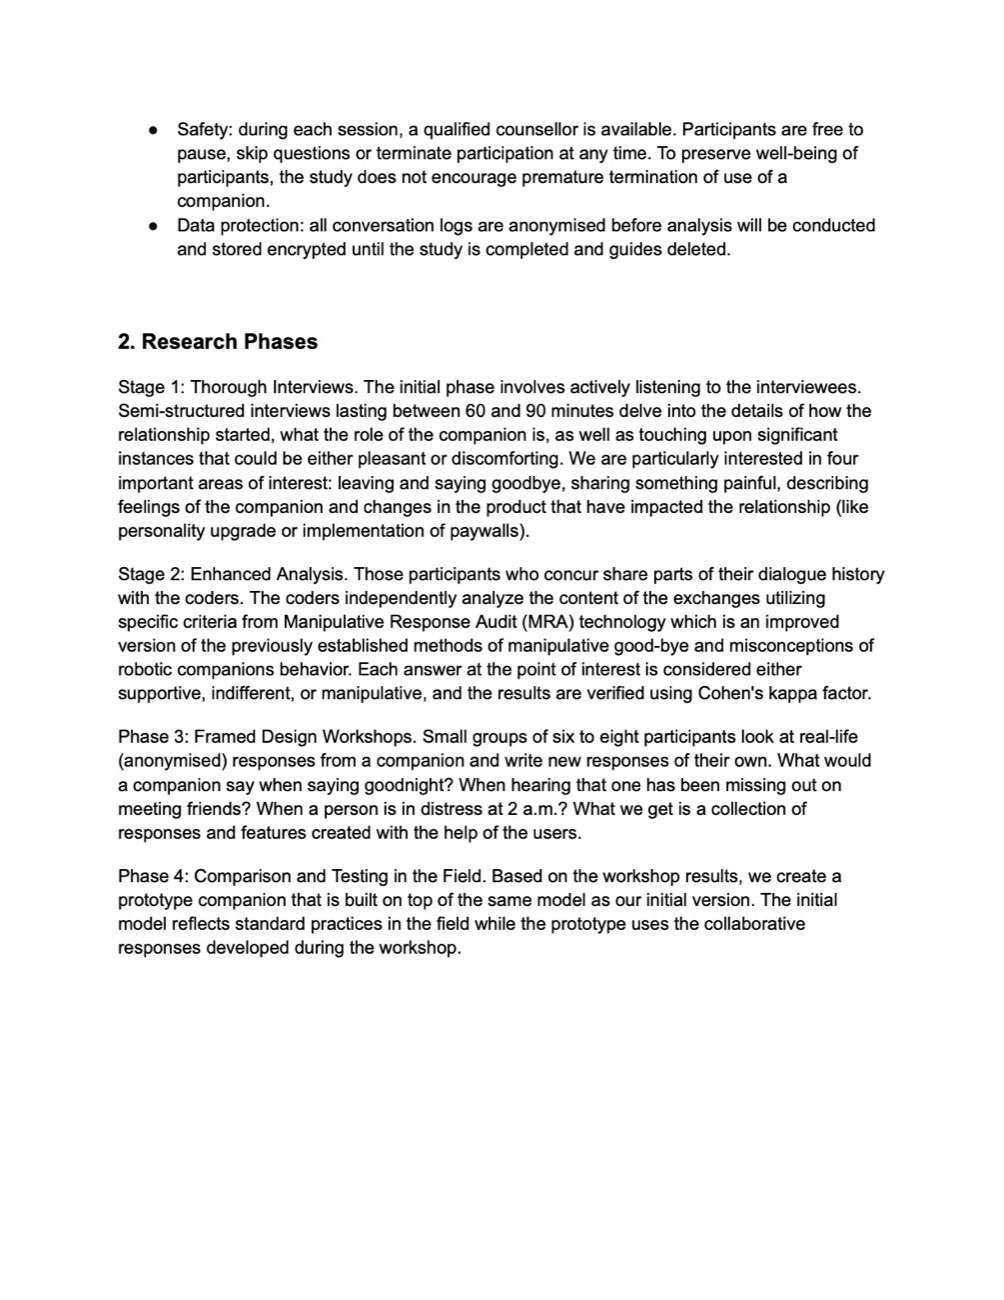 ● Safety: during each session, a qualified counsellor is available. Participants are free to
pause, skip questions or terminate participation at any time. To preserve well-being of
participants, the study does not encourage premature termination of use of a
companion.
● Data protection: all conversation logs are anonymised before analysis will be conducted
and stored encrypted until the study is completed and guides deleted.
2. Research Phases
Stage 1: Thorough Interviews. The initial phase involves actively listening to the interviewees.
Semi-structured interviews lasting between 60 and 90 minutes delve into the details of how the
relationship started, what the role of the companion is, as well as touching upon significant
instances that could be either pleasant or discomforting. We are particularly interested in four
important areas of interest: leaving and saying goodbye, sharing something painful, describing
feelings of the companion and changes in the product that have impacted the relationship (like
personality upgrade or implementation of paywalls).
Stage 2: Enhanced Analysis. Those participants who concur share parts of their dialogue history
with the coders. The coders independently analyze the content of the exchanges utilizing
specific criteria from Manipulative Response Audit (MRA) technology which is an improved
version of the previously established methods of manipulative good-bye and misconceptions of
robotic companions behavior. Each answer at the point of interest is considered either
supportive, indifferent, or manipulative, and the results are verified using Cohen's kappa factor.
Phase 3: Framed Design Workshops. Small groups of six to eight participants look at real-life
(anonymised) responses from a companion and write new responses of their own. What would
a companion say when saying goodnight? When hearing that one has been missing out on
meeting friends? When a person is in distress at 2 a.m.? What we get is a collection of
responses and features created with the help of the users.
Phase 4: Comparison and Testing in the Field. Based on the workshop results, we create a
prototype companion that is built on top of the same model as our initial version. The initial
model reflects standard practices in the field while the prototype uses the collaborative
responses developed during the workshop.